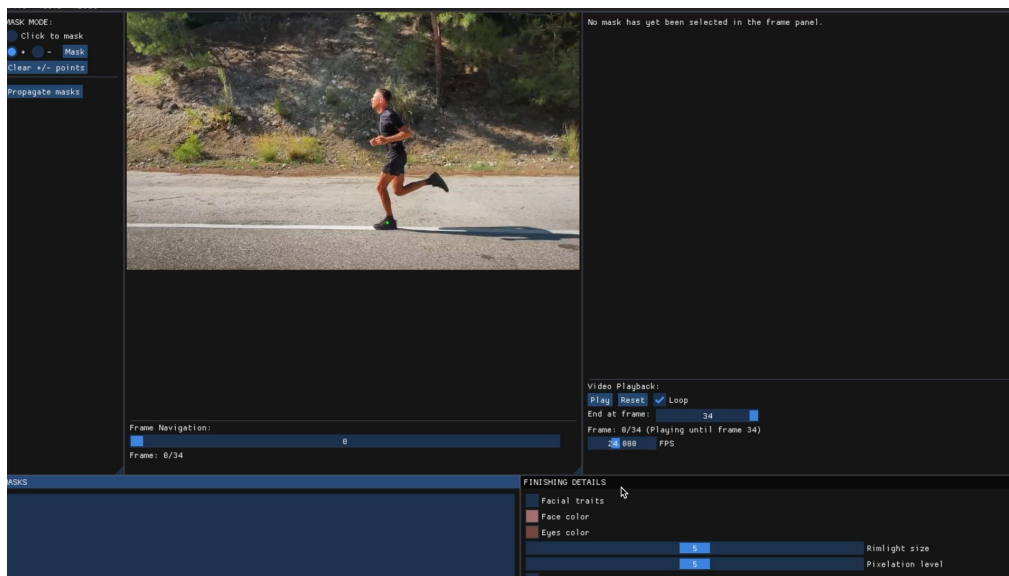 MASK MODE:
Click to mask
+ - Mask
Clear +/- points
Propagate masks
No mask has yet been selected in the frame panel.
Frame Navigation:
0
Frame: 0/34
Video Playback:
Play Reset Loop
End at frame: 34
Frame: 0/34 (Playing until frame 34)
24.000 FPS
MASKS
FINISHING DETAILS
Facial traits
Face color
Eyes color
5 Rimlight size
5 Pixelation level